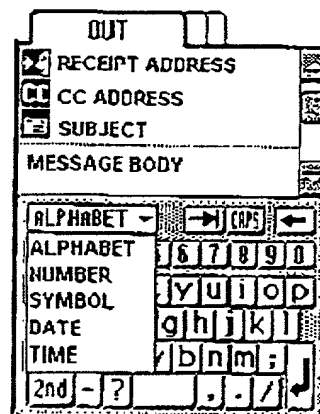 OUT
RECEIPT ADDRESS
CC CC ADDRESS
SUBJECT
MESSAGE BODY
ALPHABET CAPS
ALPHABET 6 7 8 9 0
NUMBER y u i o p
SYMBOL
DATE g h j k l
TIME v b n m ;
2nd - ? , . /